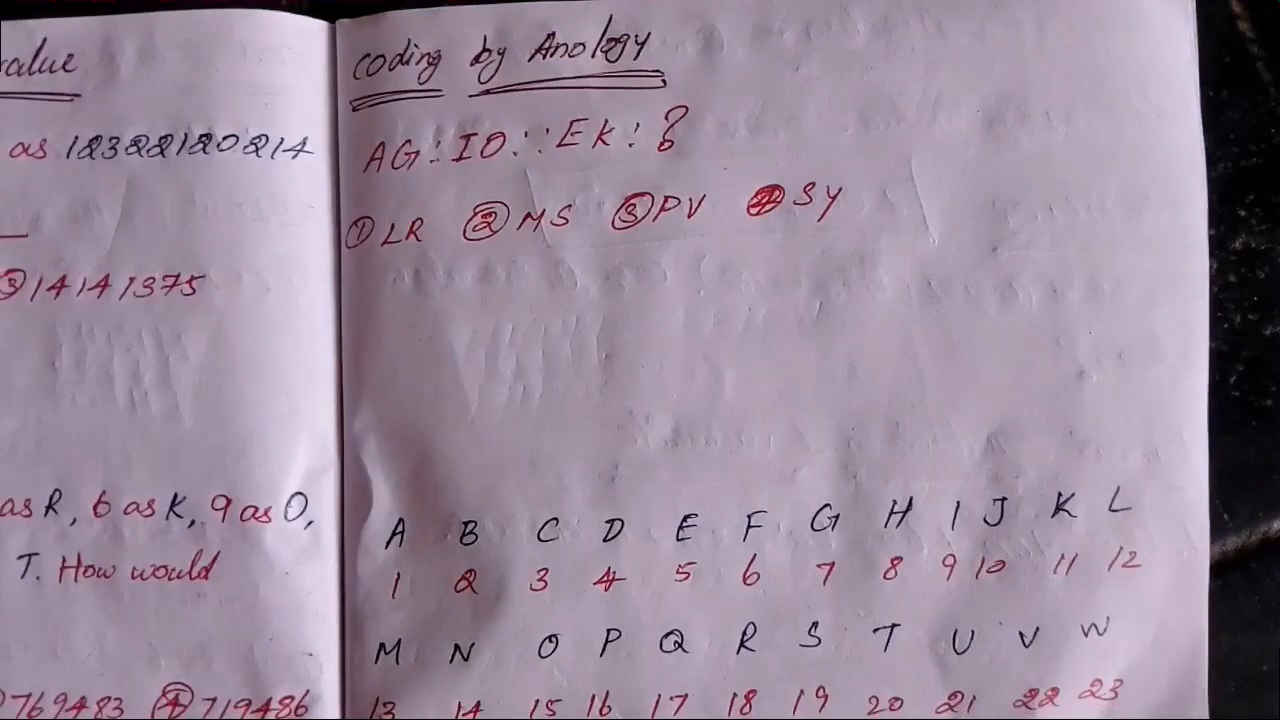 value
as 12322120214
③ 14141375
as R, 6 as K, 9 as O,
T. How would
769483 ④ 719486
coding by Anology
AG : IO :: EK : ?
① LR ② MS ③ PV ④ SY
A B C D E F G H I J K L
1 2 3 4 5 6 7 8 9 10 11 12
M N O P Q R S T U V W
13 14 15 16 17 18 19 20 21 22 23